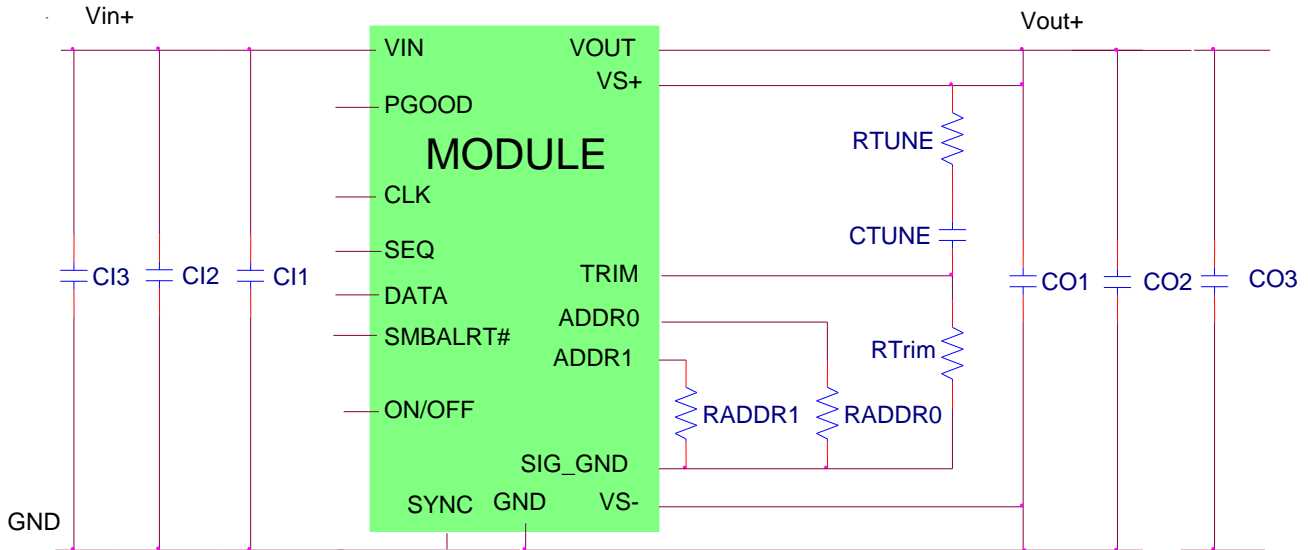 Vin+
Vout+
VIN
VOUT
VS+
PGOOD
RTUNE
MODULE
CLK
CTUNE
SEQ
TRIM
CI3
CI2
CI1
CO1
CO2
CO3
DATA
ADDR0
SMBALRT#
RTrim
ADDR1
ON/OFF
RADDR1
RADDR0
SIG_GND
SYNC
GND
VS-
GND